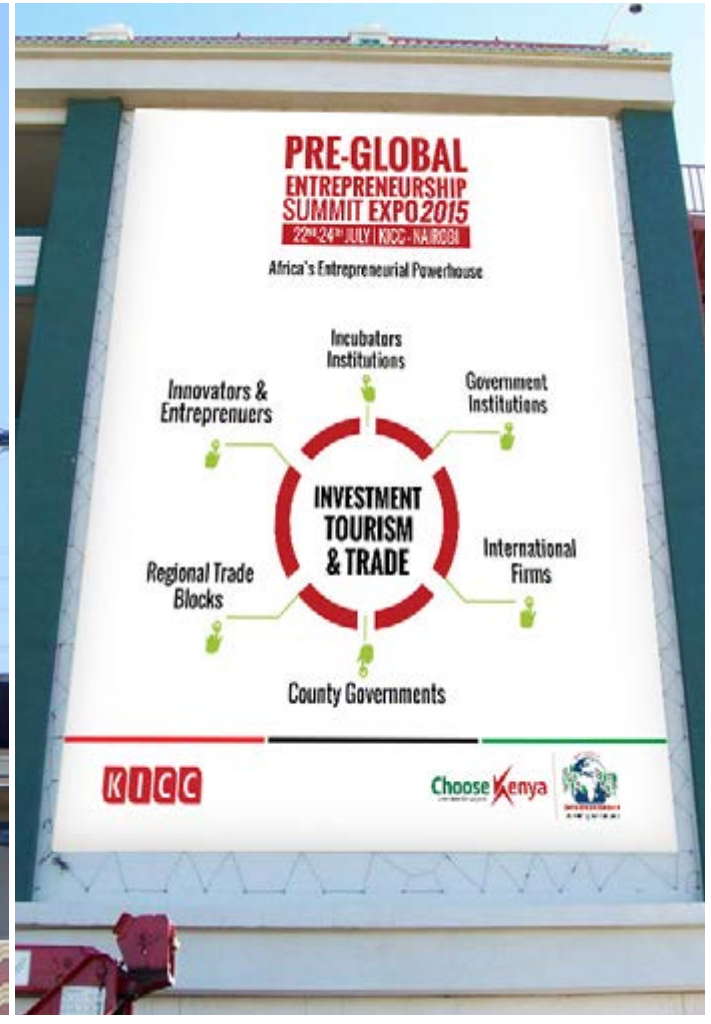 PRE-GLOBAL
ENTREPRENEURSHIP
SUMMIT EXPO2015
22ND-24TH JULY | KICC - NAIROBI
Africa's Entrepreneurial Powerhouse
Incubators
Institutions
Innovators &
Entreprenuers
Government
Institutions
INVESTMENT
TOURISM
& TRADE
Regional Trade
Blocks
International
Firms
County Governments
KICC
Choose Kenya